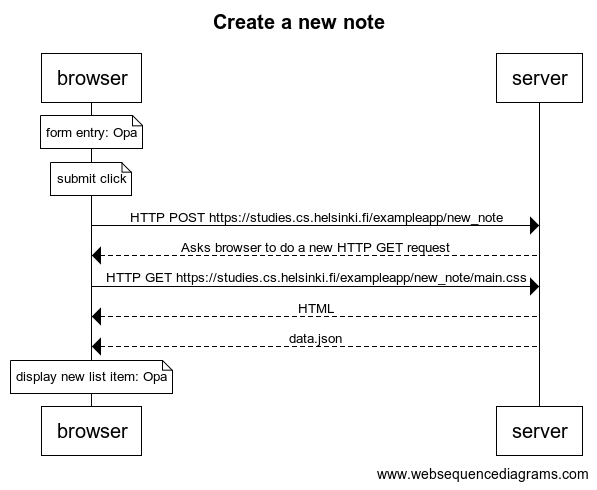 Create a new note
browser
server
form entry: Opa
submit click
HTTP POST https://studies.cs.helsinki.fi/exampleapp/new_note
Asks browser to do a new HTTP GET request
HTTP GET https://studies.cs.helsinki.fi/exampleapp/new_note/main.css
HTML
data.json
display new list item: Opa
browser
server
www.websequencediagrams.com